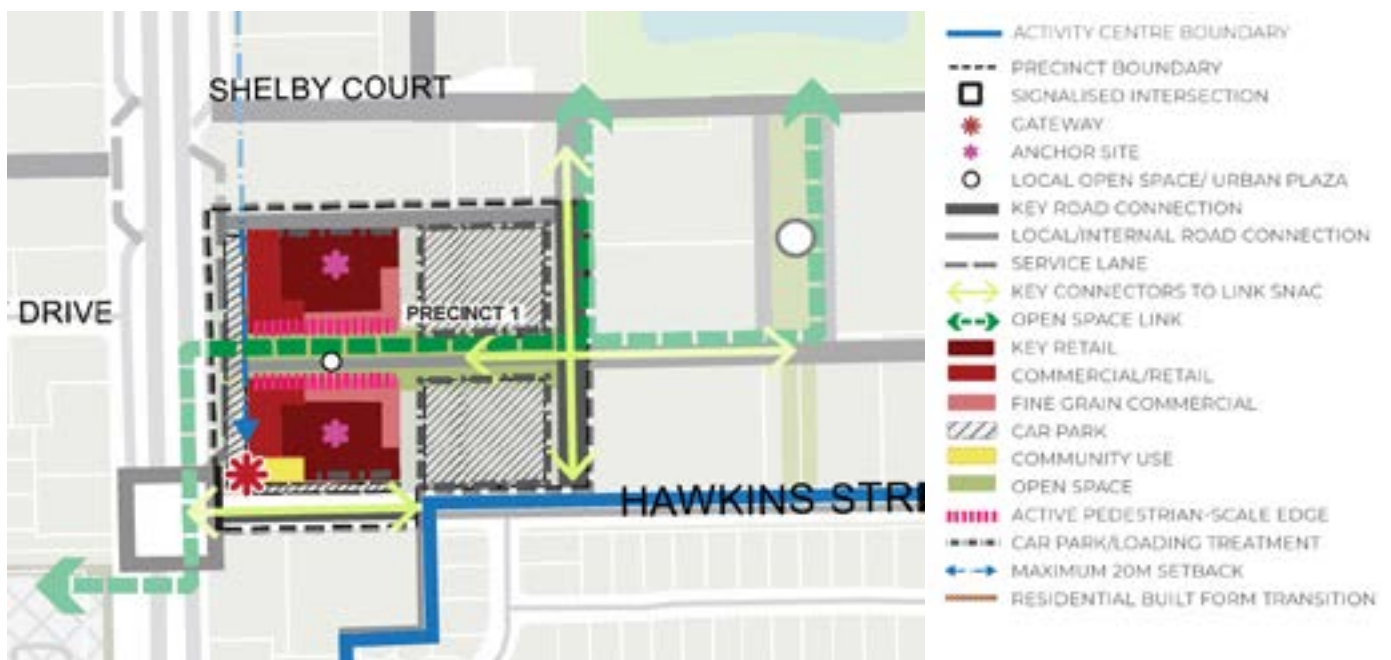 SHELBY COURT
DRIVE
PRECINCT 1
HAWKINS STR
ACTIVITY CENTRE BOUNDARY
PRECINCT BOUNDARY
SIGNALISED INTERSECTION
GATEWAY
ANCHOR SITE
LOCAL OPEN SPACE/ URBAN PLAZA
KEY ROAD CONNECTION
LOCAL/INTERNAL ROAD CONNECTION
SERVICE LANE
KEY CONNECTORS TO LINK SNAC
OPEN SPACE LINK
KEY RETAIL
COMMERCIAL/RETAIL
FINE GRAIN COMMERCIAL
CAR PARK
COMMUNITY USE
OPEN SPACE
ACTIVE PEDESTRIAN-SCALE EDGE
CAR PARK/LOADING TREATMENT
MAXIMUM 20M SETBACK
RESIDENTIAL BUILT FORM TRANSITION